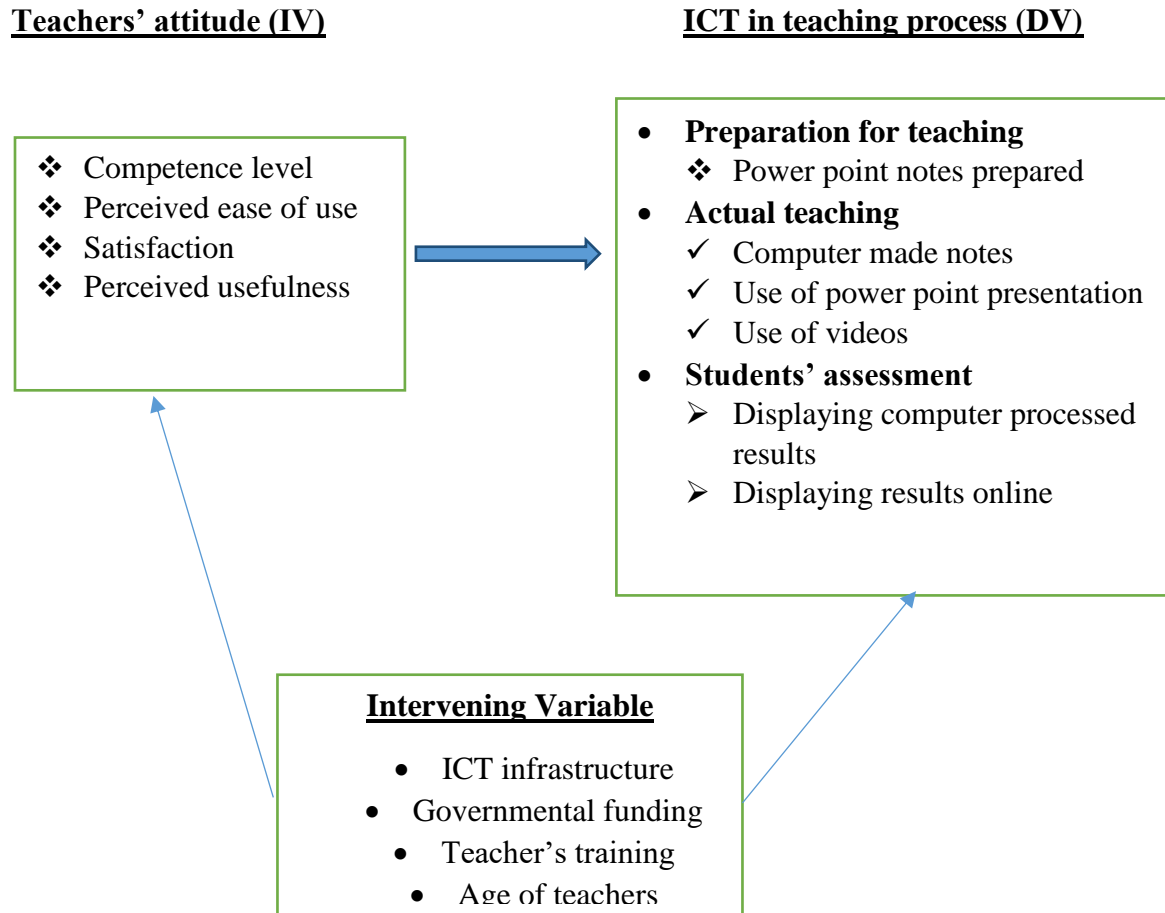 Teachers’ attitude (IV)
ICT in teaching process (DV)
❖ Competence level
❖ Perceived ease of use
❖ Satisfaction
❖ Perceived usefulness
• Preparation for teaching
❖ Power point notes prepared
• Actual teaching
✓ Computer made notes
✓ Use of power point presentation
✓ Use of videos
• Students’ assessment
➢ Displaying computer processed
results
➢ Displaying results online
Intervening Variable
• ICT infrastructure
• Governmental funding
• Teacher’s training
• Age of teachers